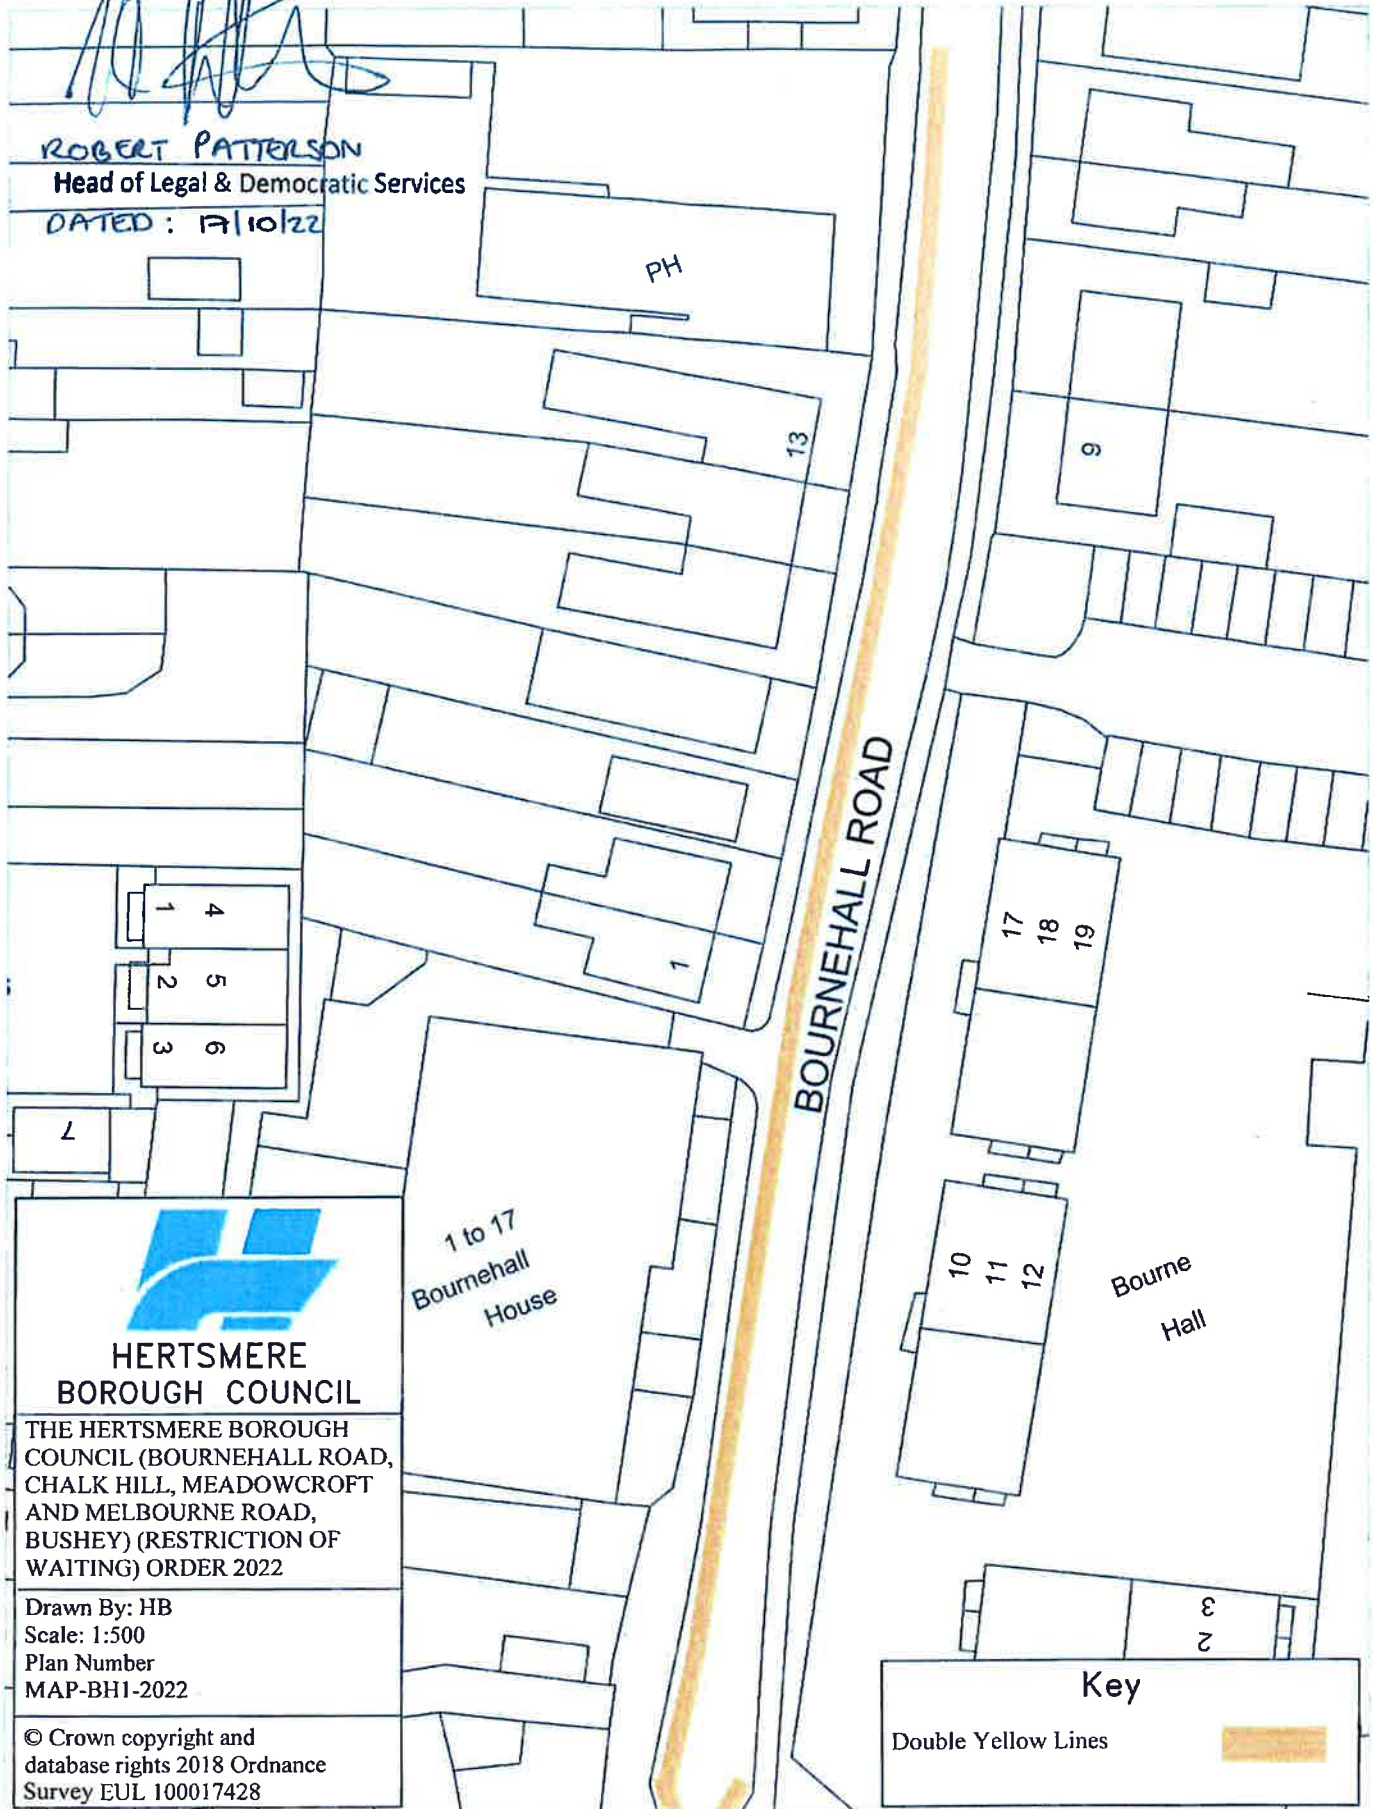 ROBERT PATTERSON
Head of Legal & Democratic Services
DATED: 17/10/22
PH
13
9
BOURNEHALL ROAD
1
17
18
19
1 4
2 5
3 6
7
10
11
12
1 to 17
Bournehall
House
Bourne
Hall
3
2
HERTSMERE
BOROUGH COUNCIL
THE HERTSMERE BOROUGH
COUNCIL (BOURNEHALL ROAD,
CHALK HILL, MEADOWCROFT
AND MELBOURNE ROAD,
BUSHEY) (RESTRICTION OF
WAITING) ORDER 2022
Drawn By: HB
Scale: 1:500
Plan Number
MAP-BH1-2022
© Crown copyright and
database rights 2018 Ordnance
Survey EUL 100017428
Key
Double Yellow Lines